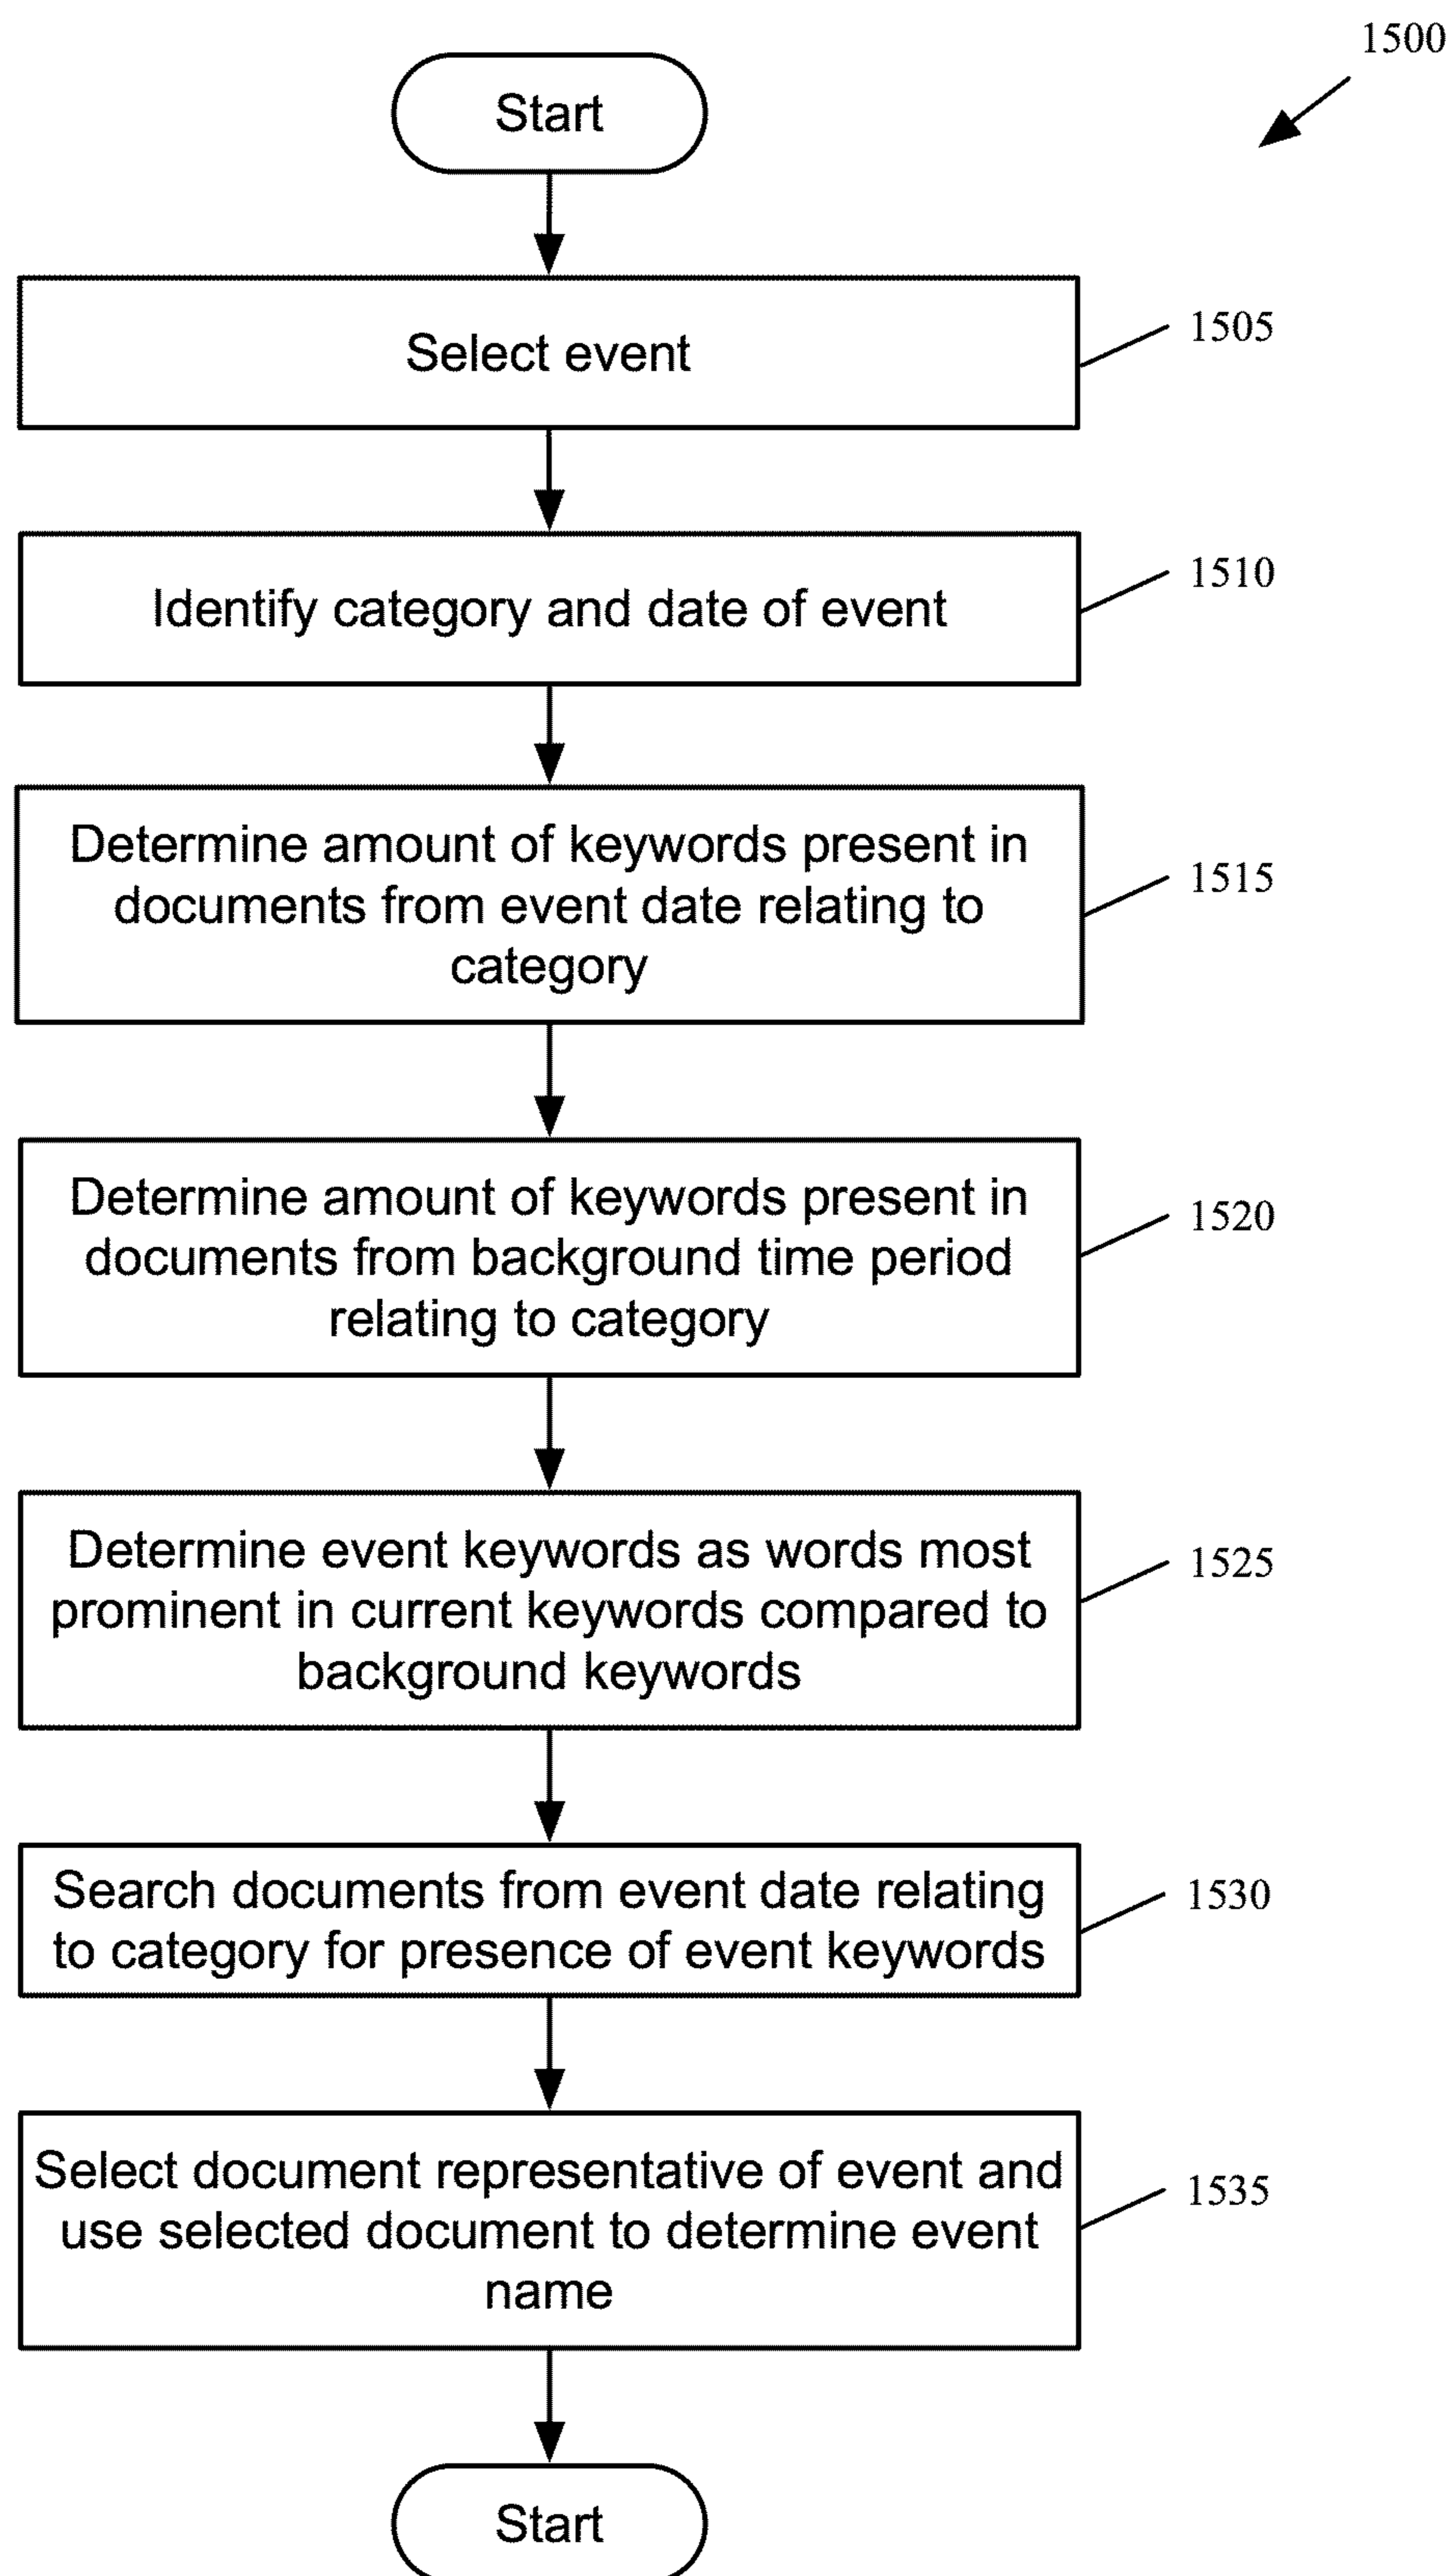 1500
Start
Select event
1505
Identify category and date of event
1510
Determine amount of keywords present in
documents from event date relating to
category
1515
Determine amount of keywords present in
documents from background time period
relating to category
1520
Determine event keywords as words most
prominent in current keywords compared to
background keywords
1525
Search documents from event date relating
to category for presence of event keywords
1530
Select document representative of event and
use selected document to determine event
name
1535
Start